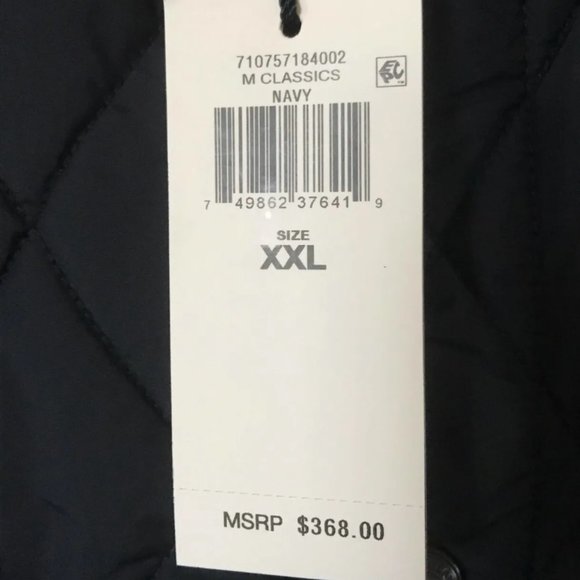 710757184002
M CLASSICS
NAVY
7 49862 37641 9
SIZE
XXL
MSRP $368.00